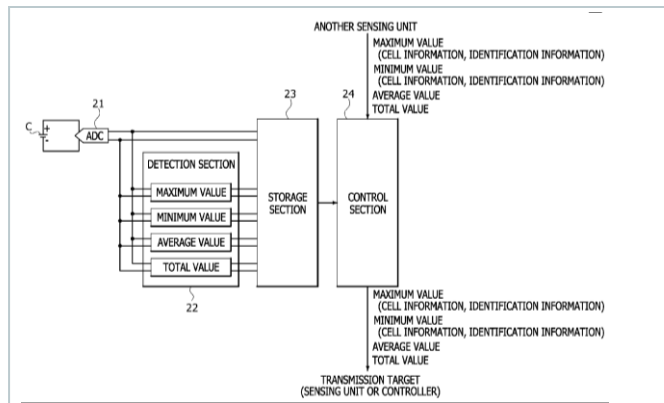 ANOTHER SENSING UNIT
MAXIMUM VALUE
(CELL INFORMATION, IDENTIFICATION INFORMATION)
MINIMUM VALUE
(CELL INFORMATION, IDENTIFICATION INFORMATION)
AVERAGE VALUE
TOTAL VALUE
21
23
24
C
+
-
ADC
DETECTION SECTION
MAXIMUM VALUE
MINIMUM VALUE
AVERAGE VALUE
TOTAL VALUE
22
STORAGE
SECTION
CONTROL
SECTION
MAXIMUM VALUE
(CELL INFORMATION, IDENTIFICATION INFORMATION)
MINIMUM VALUE
(CELL INFORMATION, IDENTIFICATION INFORMATION)
AVERAGE VALUE
TOTAL VALUE
TRANSMISSION TARGET
(SENSING UNIT OR CONTROLLER)